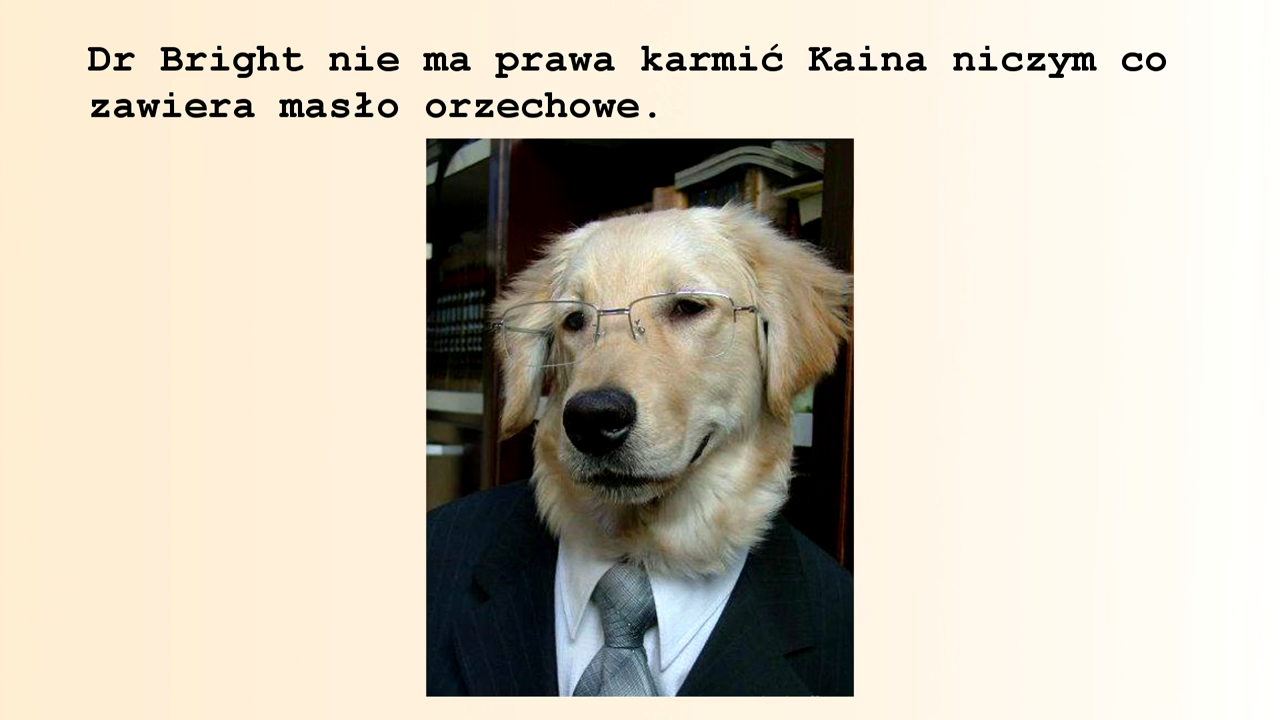 Dr Bright nie ma prawa karmić Kaina niczym co
zawiera masło orzechowe.